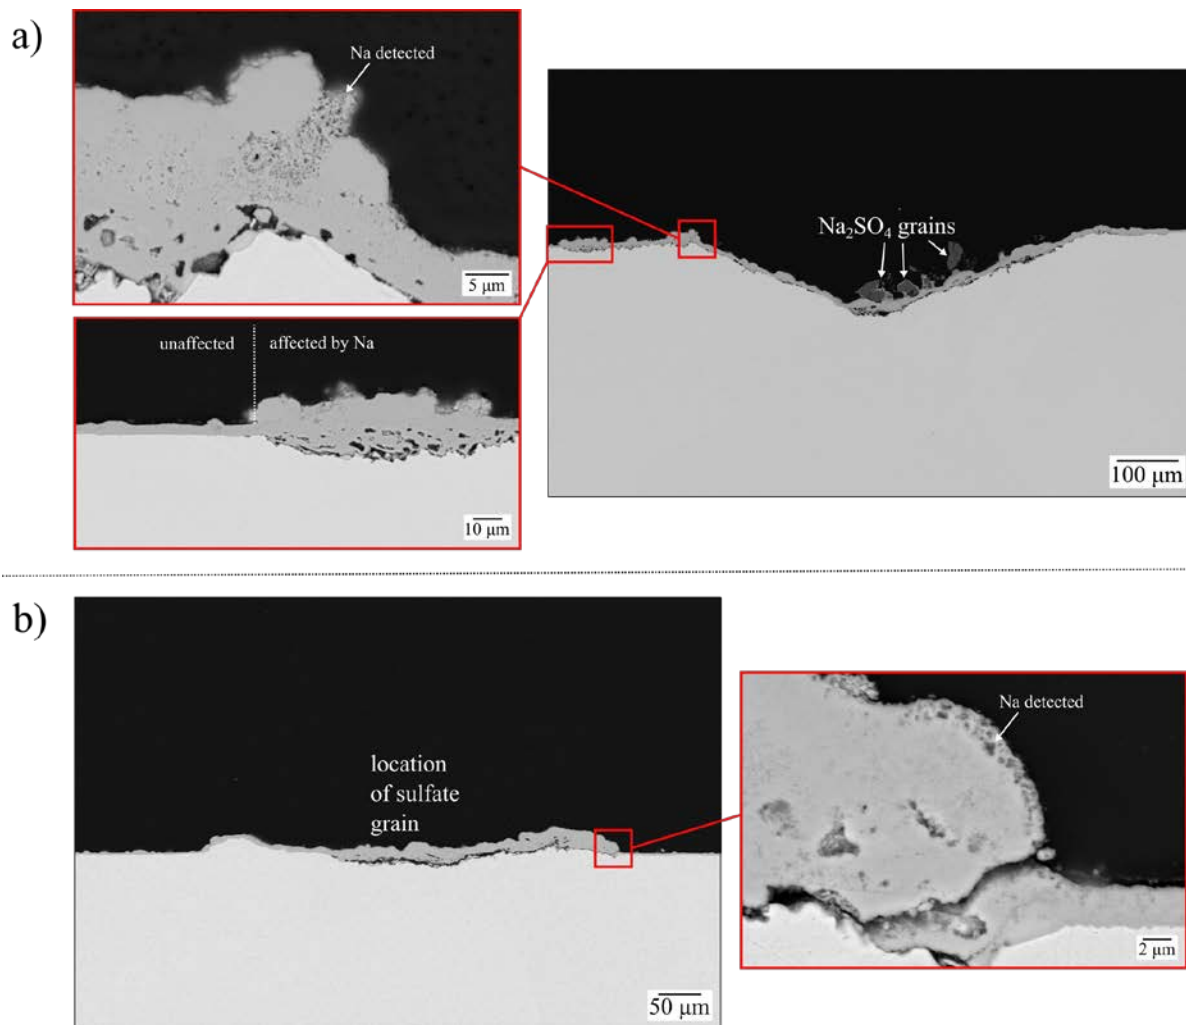 a)
Na detected
5 μm
Na₂SO₄ grains
100 μm
unaffected
affected by Na
10 μm
b)
location
of sulfate
grain
50 μm
Na detected
2 μm